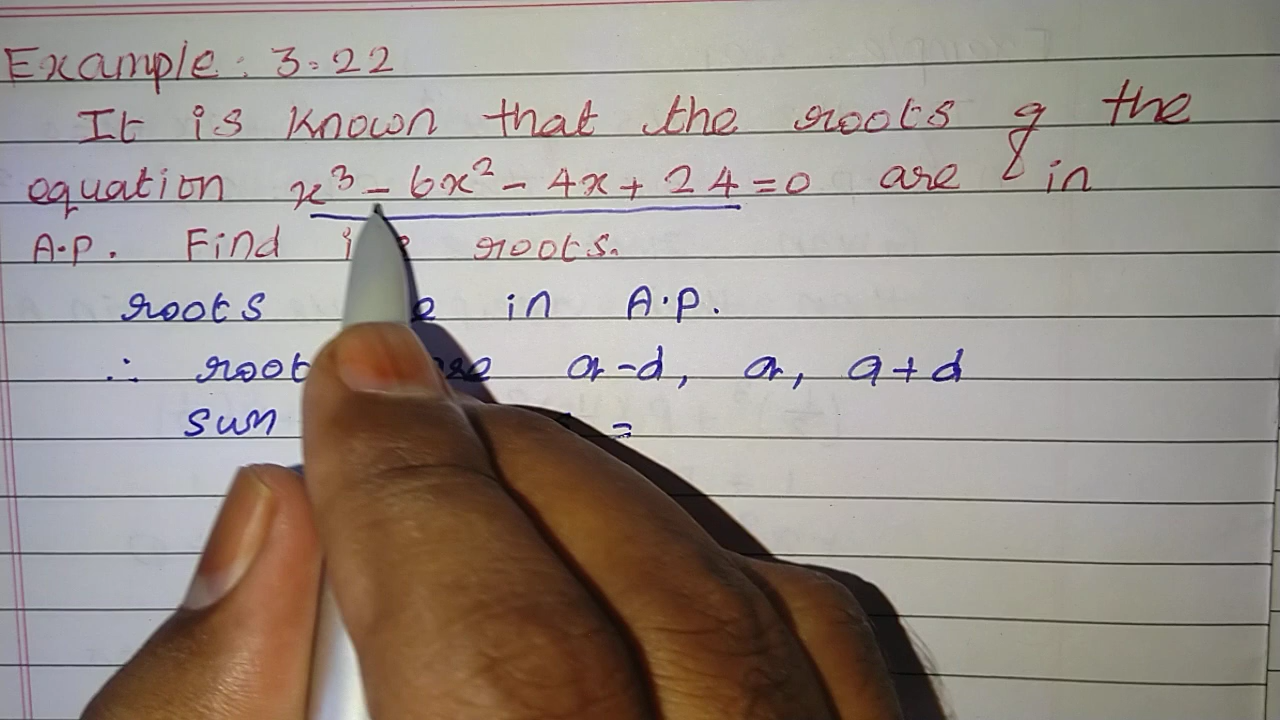 Example: 3.22
It is known that the roots of the
equation x³ - 6x² - 4x + 24 = 0 are in
A.P. Find roots.
roots in A.P.
∴ a-d, a, a+d
sum =